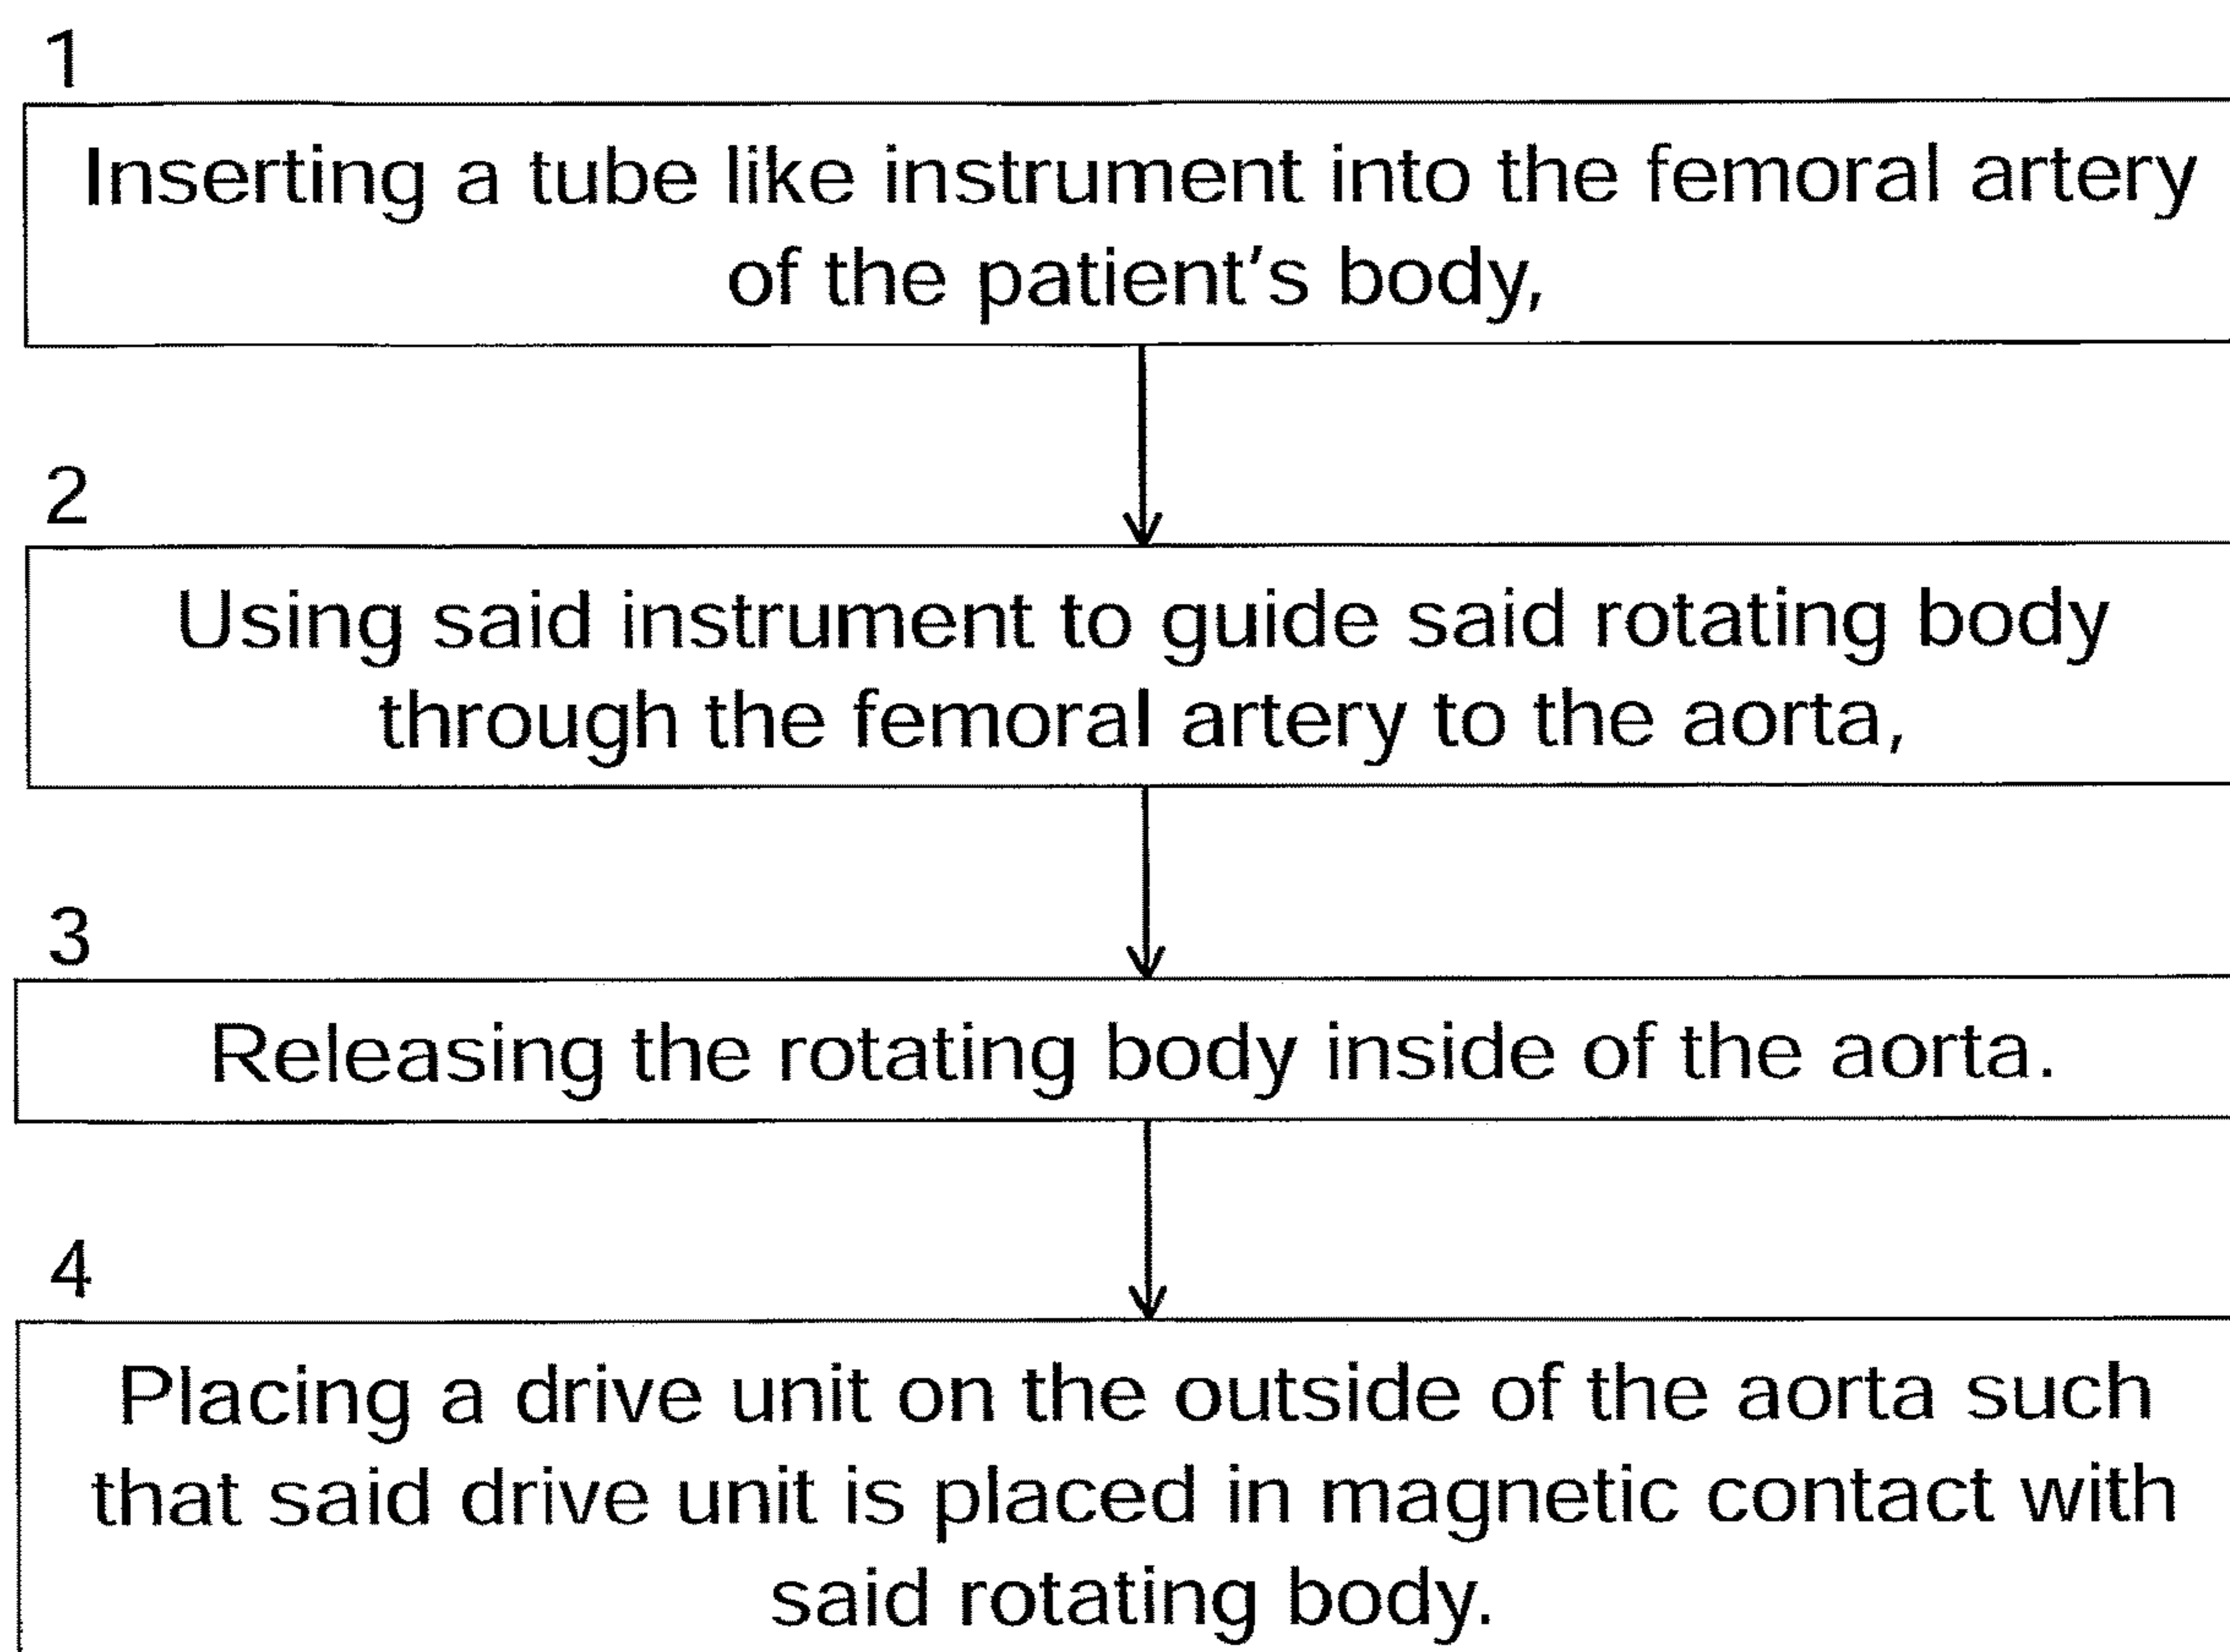 1
Inserting a tube like instrument into the femoral artery
of the patient's body,
2
Using said instrument to guide said rotating body
through the femoral artery to the aorta,
3
Releasing the rotating body inside of the aorta.
4
Placing a drive unit on the outside of the aorta such
that said drive unit is placed in magnetic contact with
said rotating body.